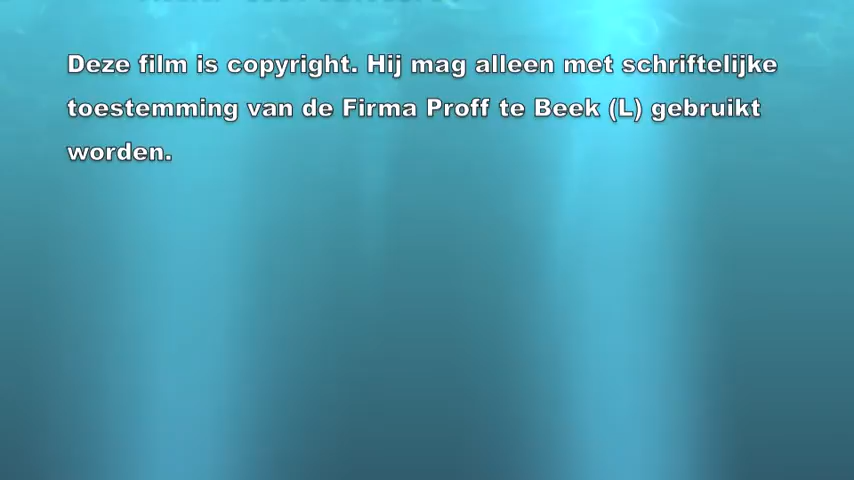 Deze film is copyright. Hij mag alleen met schriftelijke
toestemming van de Firma Proff te Beek (L) gebruikt
worden.